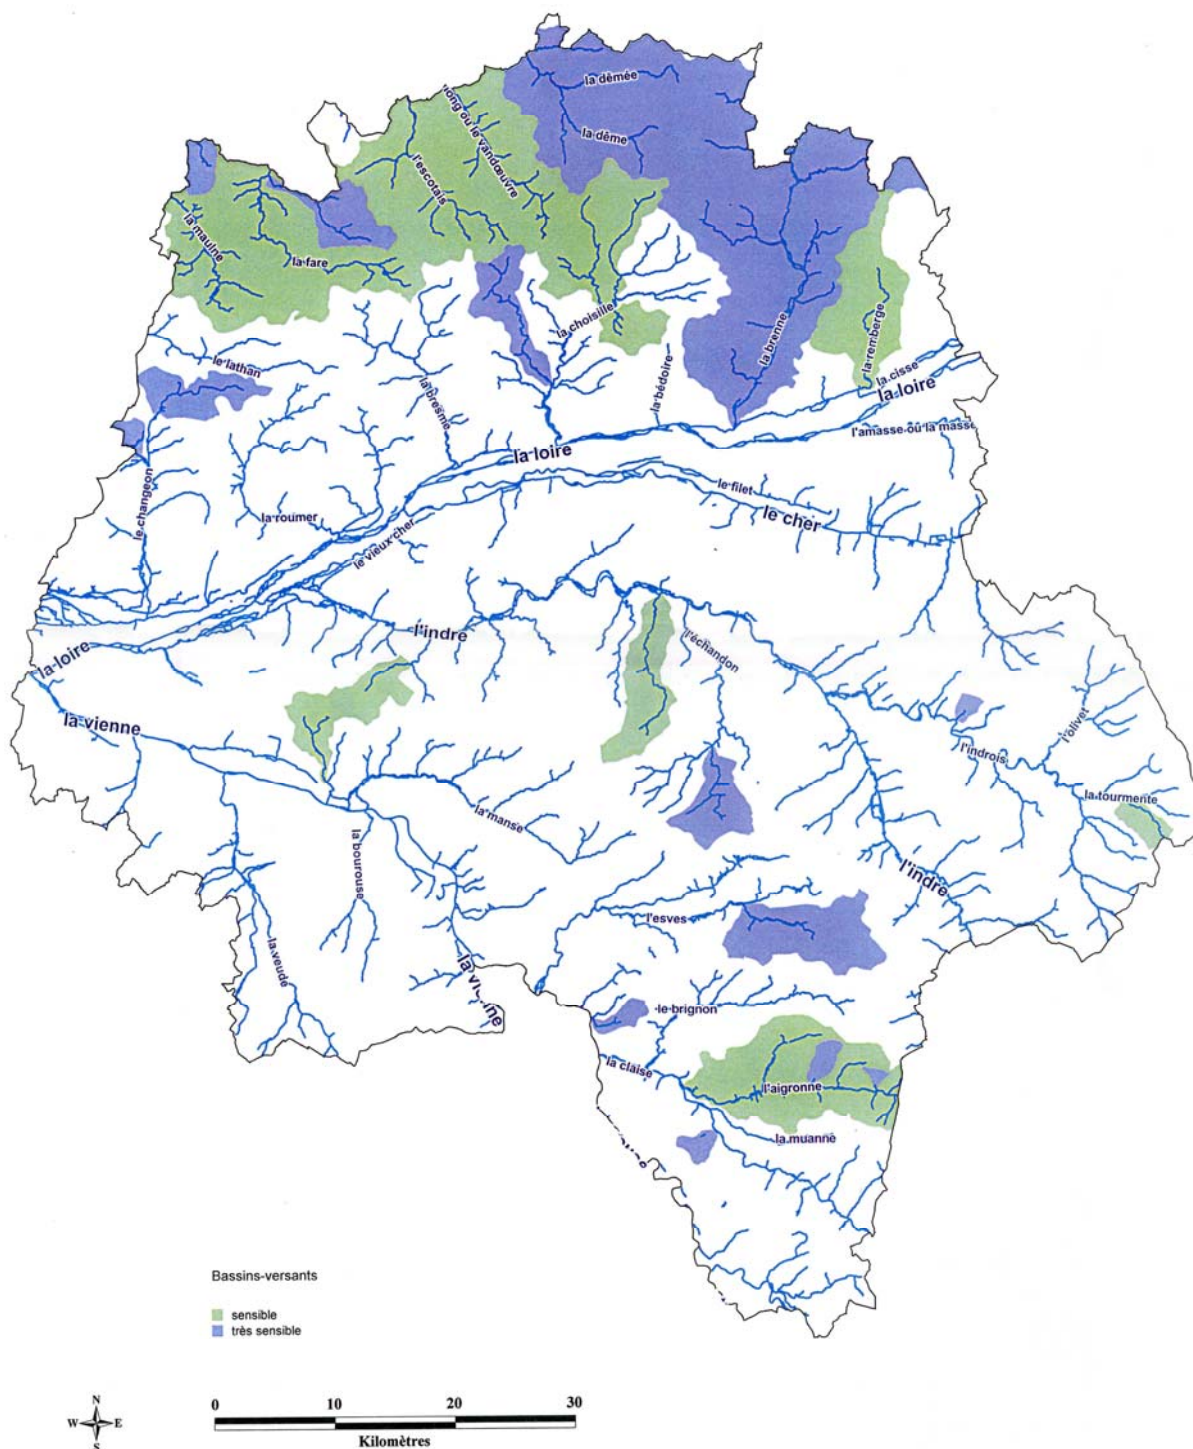 la dêmée
long ou le vandœuvre
la dême
l'escotais
la maulne
la fare
la choisille
la brenne
la remberge
le lathan
la cisse
la bresme
la bédoire
la loire
l'amasse ou la masse
la loire
le filet
le changeon
la roumer
le cher
le vieux cher
l'indre
l'échandon
la loire
la vienne
l'olivet
l'indrois
la tourmente
la manse
la bourouse
l'indre
l'esves
la veude
la vienne
le brignon
la claise
l'aigronne
la muanne
Bassins-versants
sensible
très sensible
N
W E
S
0 10 20 30
Kilomètres